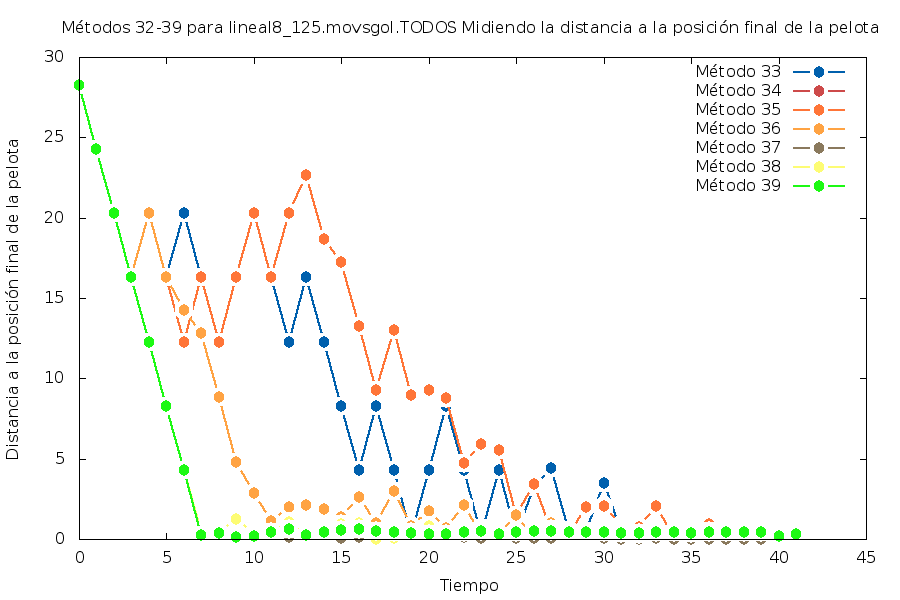 Métodos 32-39 para lineal8_125.movsgol.TODOS Midiendo la distancia a la posición final de la pelota
30
25
20
15
10
5
0
Distancia a la posición final de la pelota
Método 33
Método 34
Método 35
Método 36
Método 37
Método 38
Método 39
0 5 10 15 20 25 30 35 40 45
Tiempo